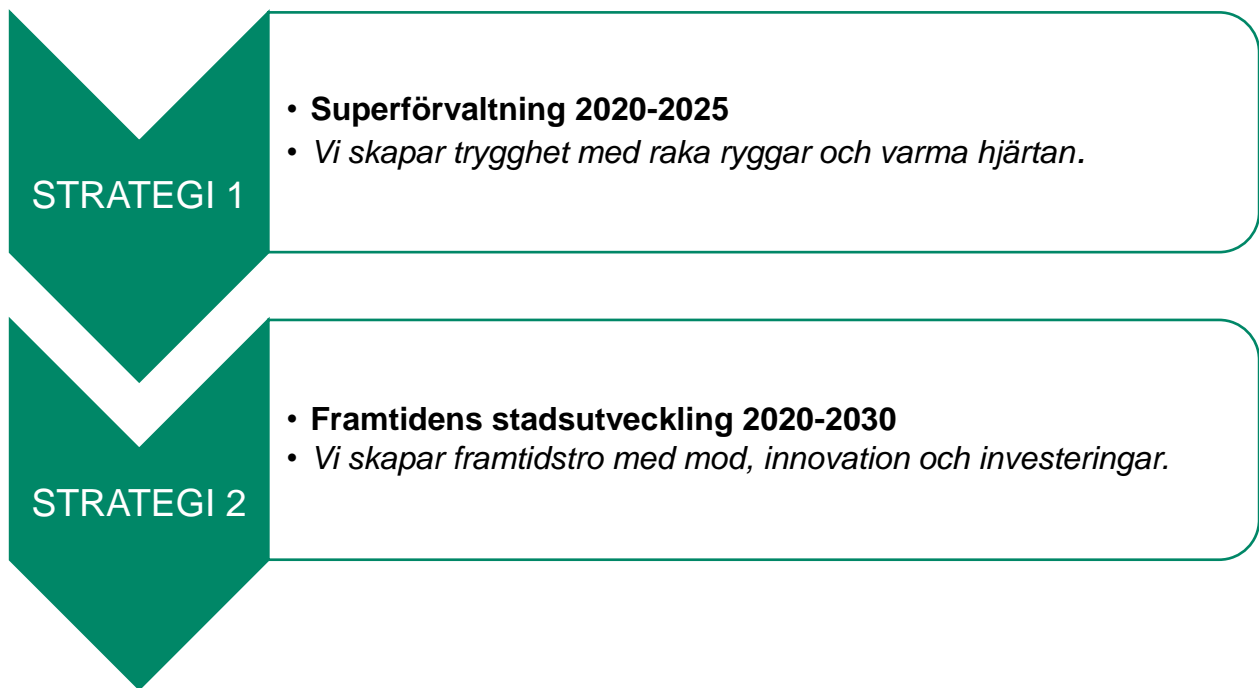 STRATEGI 1
• Superförvaltning 2020-2025
• Vi skapar trygghet med raka ryggar och varma hjärtan.
STRATEGI 2
• Framtidens stadsutveckling 2020-2030
• Vi skapar framtidstro med mod, innovation och investeringar.